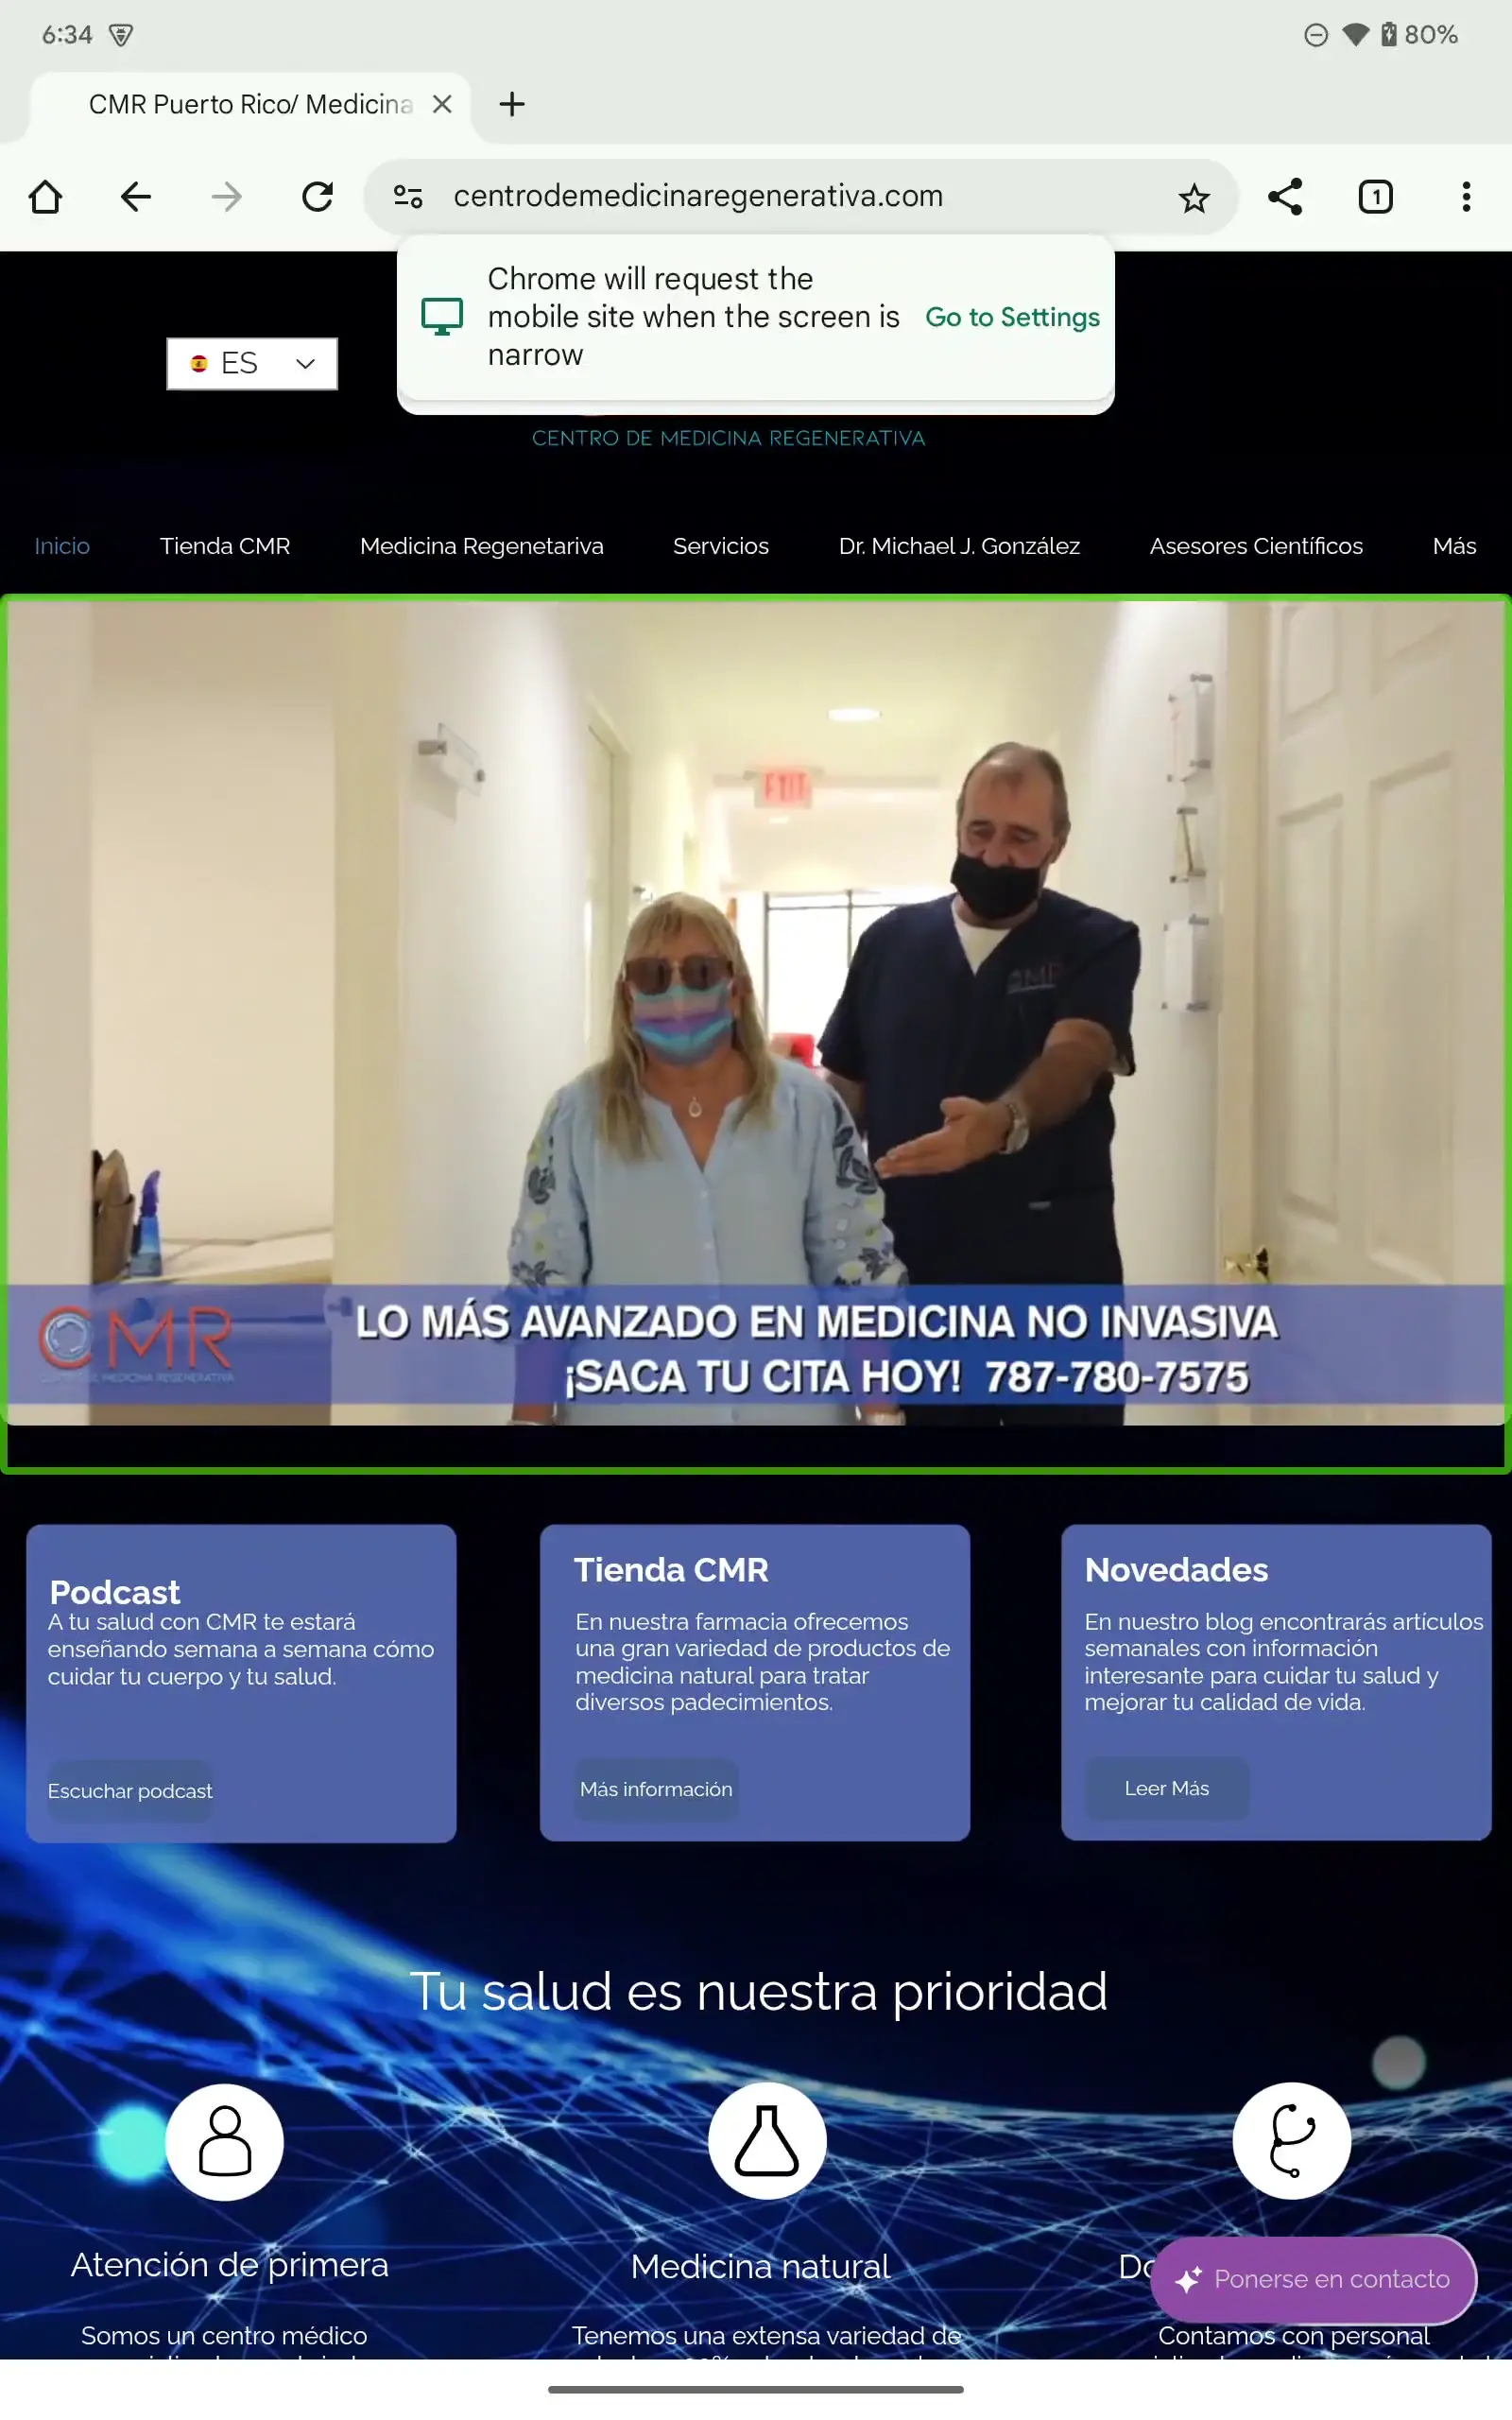 6:34
80%
CMR Puerto Rico/ Medicina
centrodemedicinaregenerativa.com
1
Chrome will request the
mobile site when the screen is
narrow
Go to Settings
ES
CENTRO DE MEDICINA REGENERATIVA
Inicio
Tienda CMR
Medicina Regenetariva
Servicios
Dr. Michael J. González
Asesores Científicos
Más
EXIT
CMR
CMR
CENTRO DE MEDICINA REGENERATIVA
LO MÁS AVANZADO EN MEDICINA NO INVASIVA
¡SACA TU CITA HOY! 787-780-7575
Podcast
A tu salud con CMR te estará
enseñando semana a semana cómo
cuidar tu cuerpo y tu salud.
Escuchar podcast
Tienda CMR
En nuestra farmacia ofrecemos
una gran variedad de productos de
medicina natural para tratar
diversos padecimientos.
Más información
Novedades
En nuestro blog encontrarás artículos
semanales con información
interesante para cuidar tu salud y
mejorar tu calidad de vida.
Leer Más
Tu salud es nuestra prioridad
Atención de primera
Somos un centro médico
Medicina natural
Tenemos una extensa variedad de
Ponerse en contacto
Contamos con personal